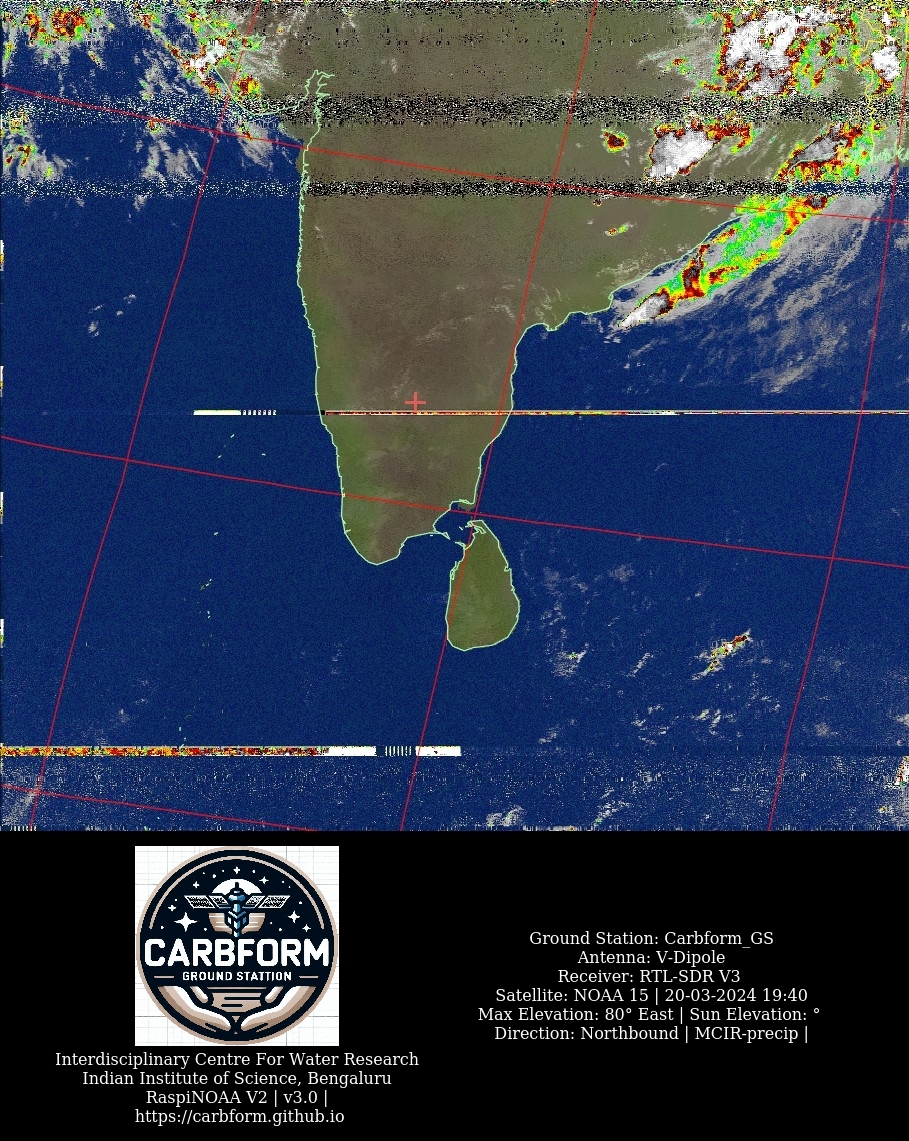 CARBFORM
GROUND STATTION
Interdisciplinary Centre For Water Research
Indian Institute of Science, Bengaluru
RaspiNOAA V2 | v3.0 |
https://carbform.github.io
Ground Station: Carbform_GS
Antenna: V-Dipole
Receiver: RTL-SDR V3
Satellite: NOAA 15 | 20-03-2024 19:40
Max Elevation: 80° East | Sun Elevation: °
Direction: Northbound | MCIR-precip |